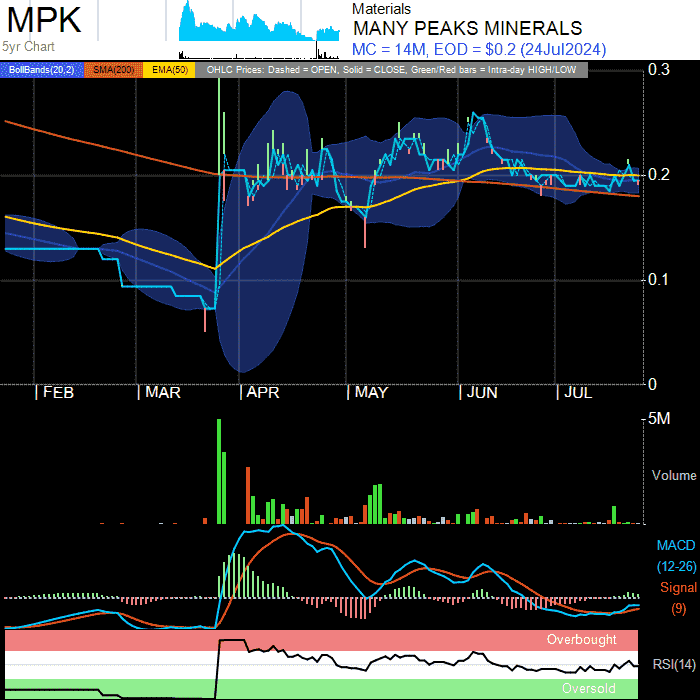 MPK
5yr Chart
Materials
MANY PEAKS MINERALS
MC = 14M, EOD = $0.2 (24Jul2024)
BollBands(20,2) SMA(200) EMA(50) OHLC Prices: Dashed = OPEN, Solid = CLOSE, Green/Red bars = Intra-day HIGH/LOW
0.3
0.2
0.1
0
FEB MAR APR MAY JUN JUL
5M
Volume
MACD
(12-26)
Signal
(9)
Overbought
RSI(14)
Oversold